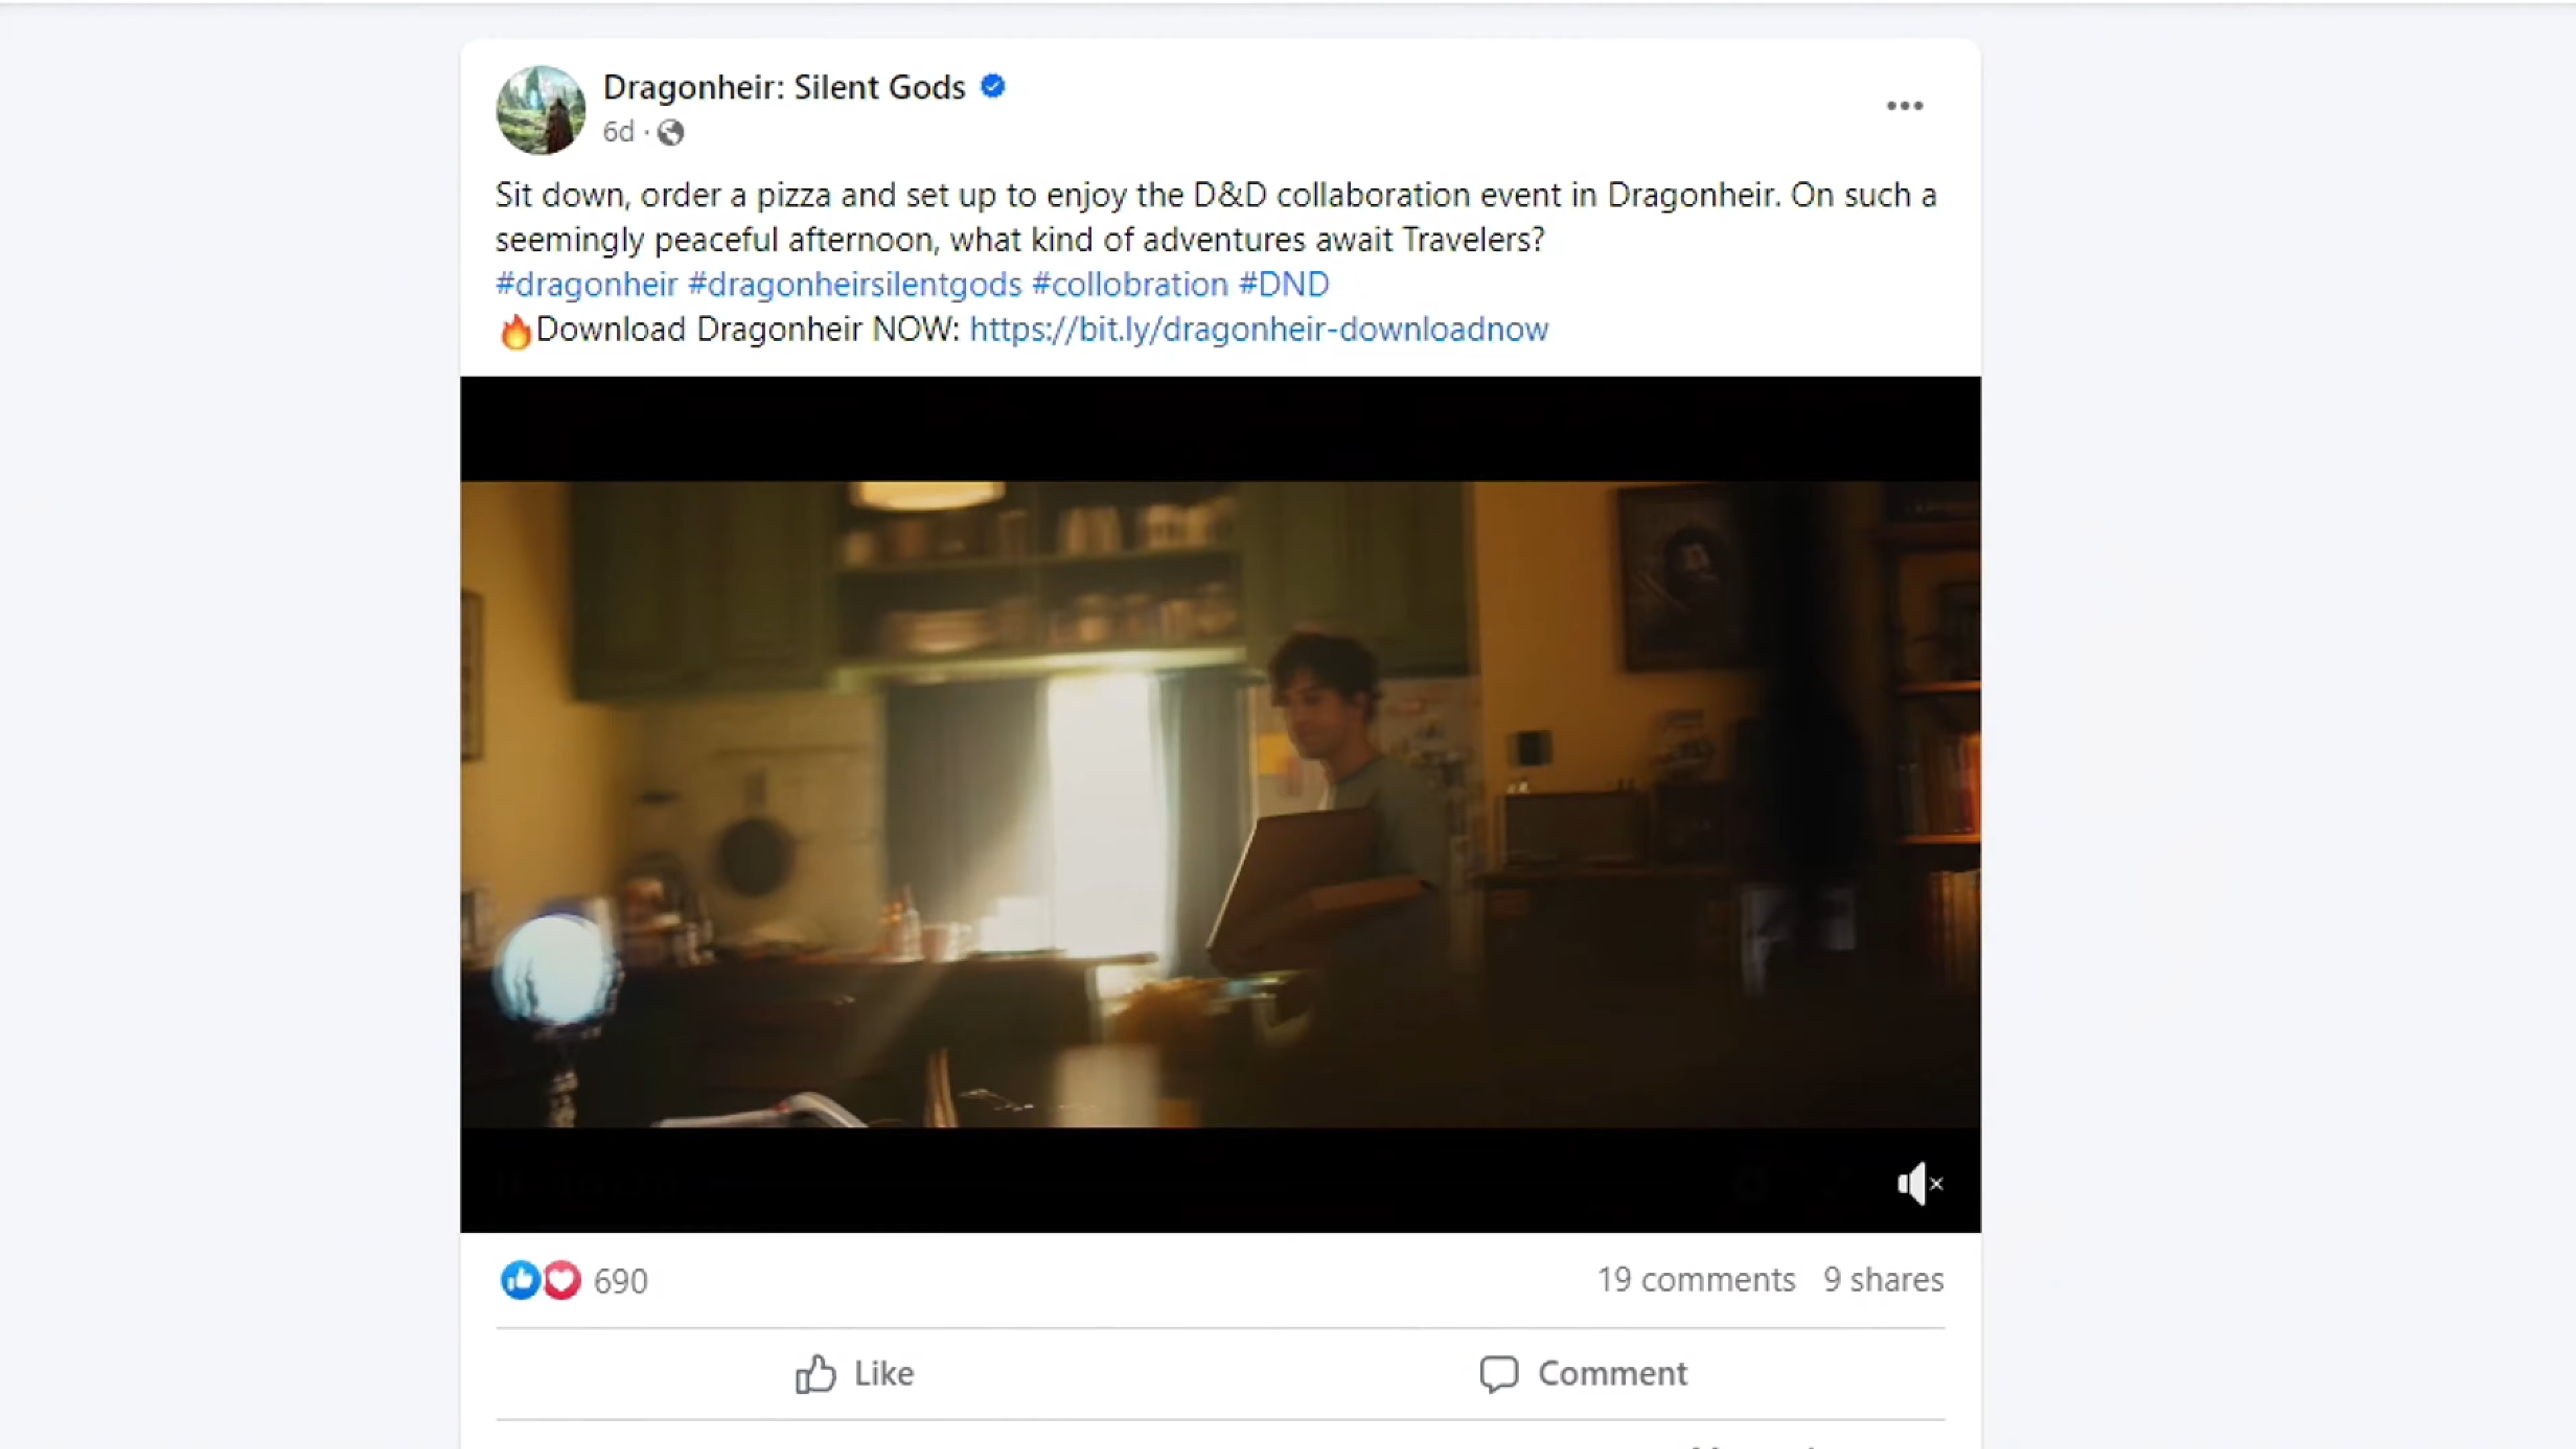 Dragonheir: Silent Gods
6d ·
Sit down, order a pizza and set up to enjoy the D&D collaboration event in Dragonheir. On such a
seemingly peaceful afternoon, what kind of adventures await Travelers?
#dragonheir #dragonheirsilentgods #collobration #DND
🔥Download Dragonheir NOW: https://bit.ly/dragonheir-downloadnow
690
19 comments 9 shares
Like
Comment